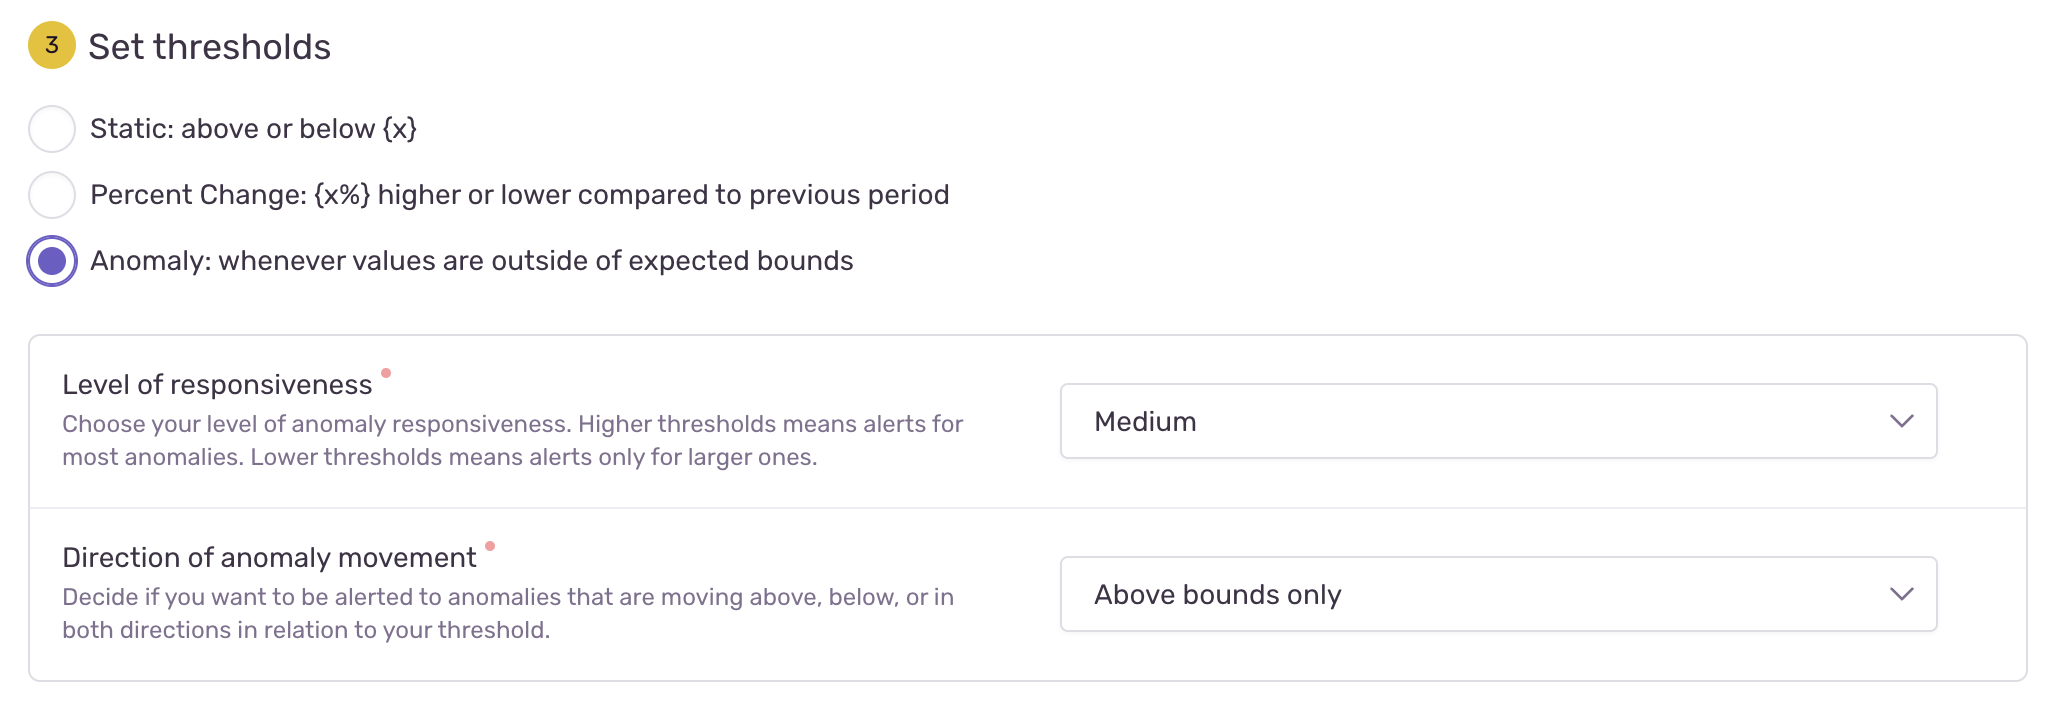 3 Set thresholds
Static: above or below {x}
Percent Change: {x%} higher or lower compared to previous period
Anomaly: whenever values are outside of expected bounds
Level of responsiveness
Choose your level of anomaly responsiveness. Higher thresholds means alerts for
most anomalies. Lower thresholds means alerts only for larger ones.
Medium
Direction of anomaly movement
Decide if you want to be alerted to anomalies that are moving above, below, or in
both directions in relation to your threshold.
Above bounds only